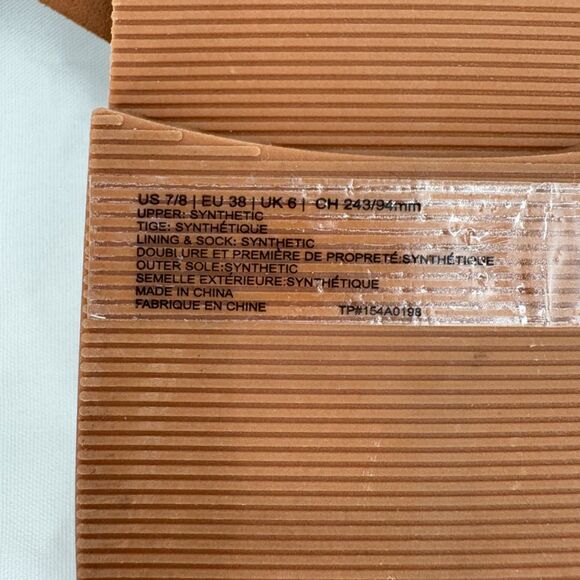 US 7/8 | EU 38 | UK 6 | CH 243/94mm
UPPER: SYNTHETIC
TIGE: SYNTHÉTIQUE
LINING & SOCK: SYNTHETIC
DOUBLURE ET PREMIÈRE DE PROPRETÉ:SYNTHÉTIQUE
OUTER SOLE:SYNTHETIC
SEMELLE EXTÉRIEURE:SYNTHÉTIQUE
MADE IN CHINA
FABRIQUE EN CHINE TP#154A0198